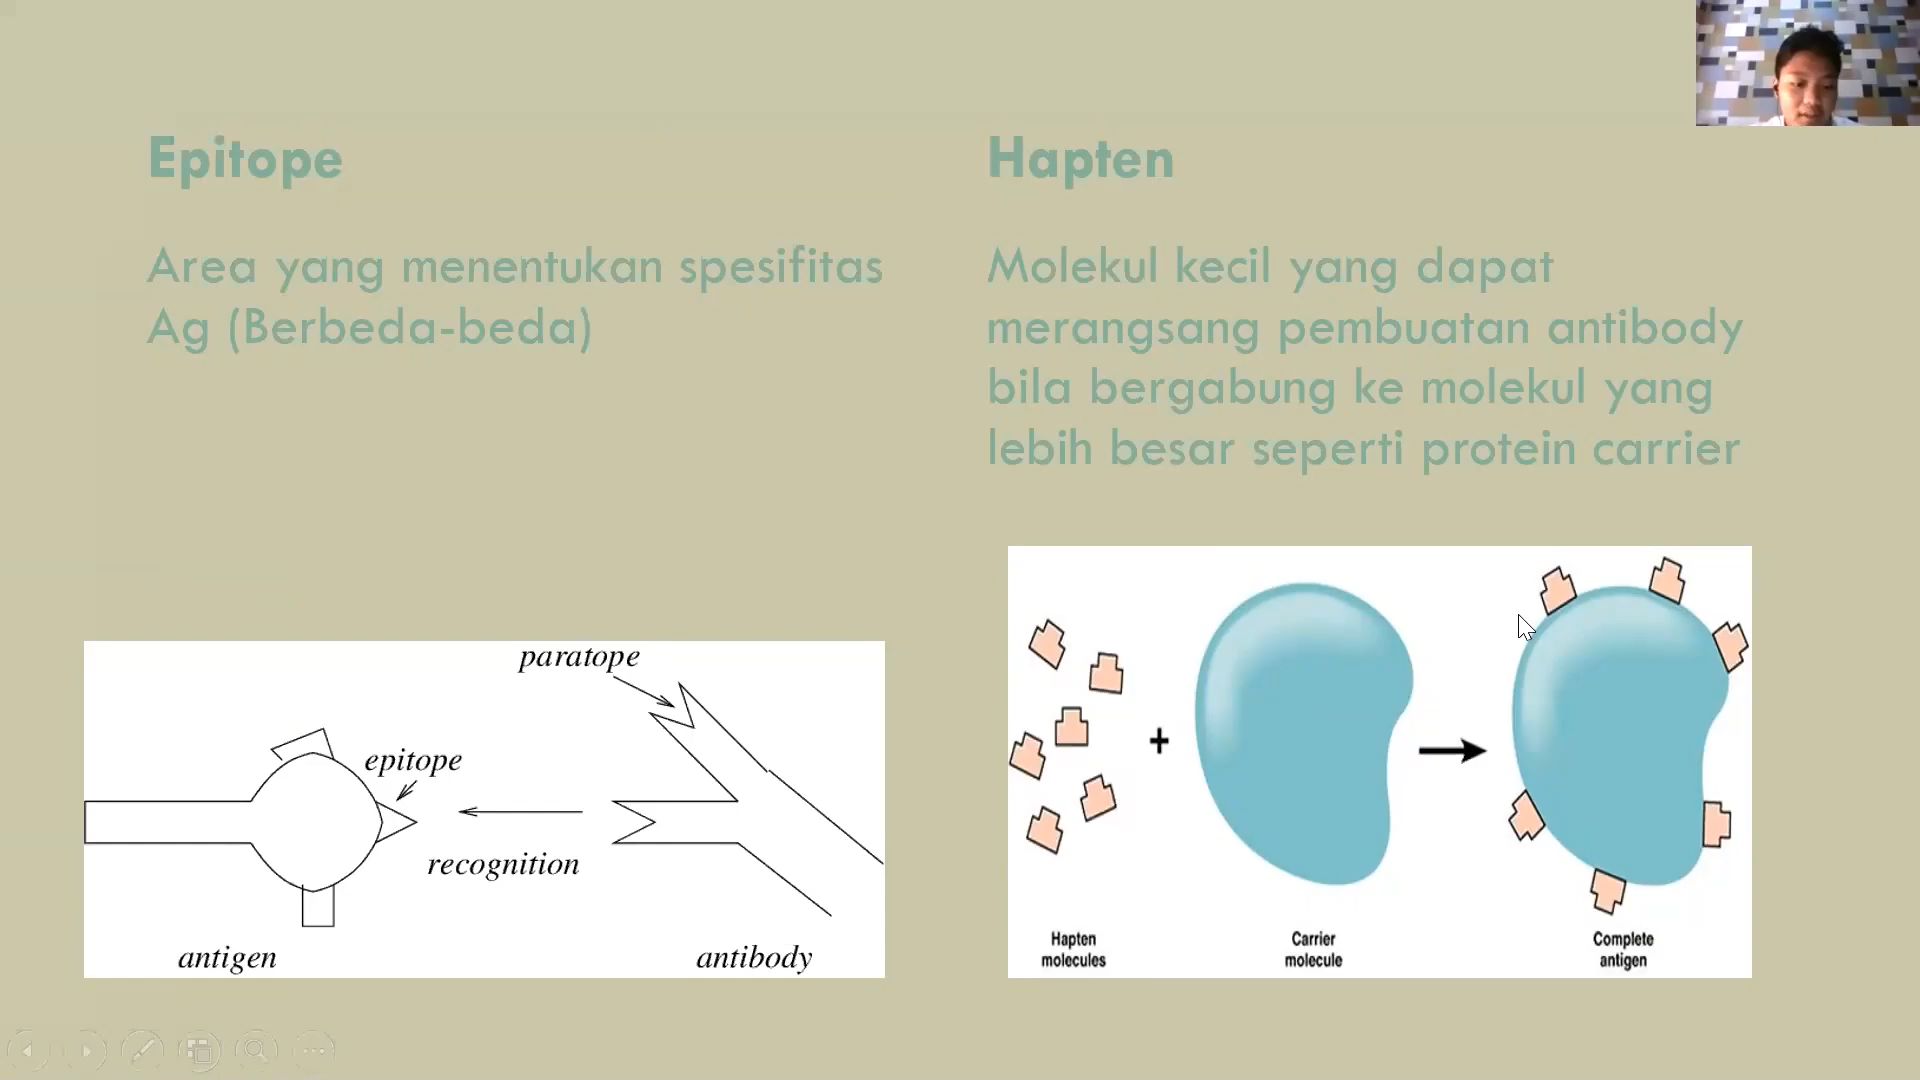 Epitope
Area yang menentukan spesifitas
Ag (Berbeda-beda)
paratope
epitope
recognition
antigen
antibody
Hapten
Molekul kecil yang dapat
merangsang pembuatan antibody
bila bergabung ke molekul yang
lebih besar seperti protein carrier
+
Hapten
molecules
Carrier
molecule
Complete
antigen